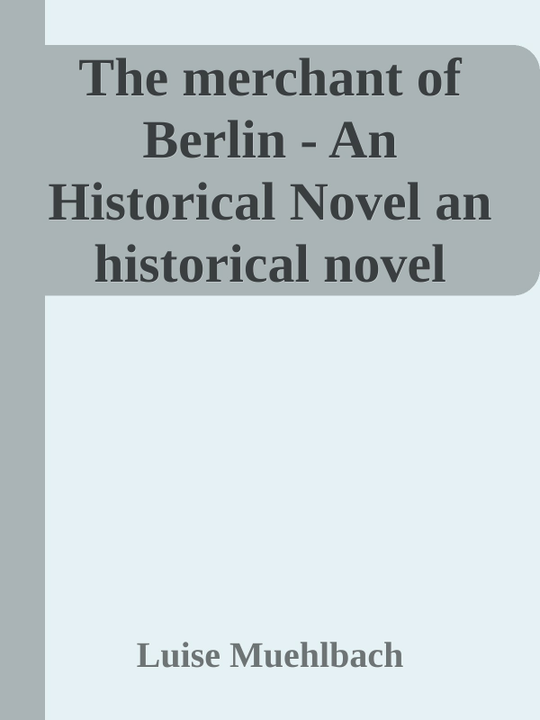 The merchant of
Berlin - An
Historical Novel an
historical novel
Luise Muehlbach